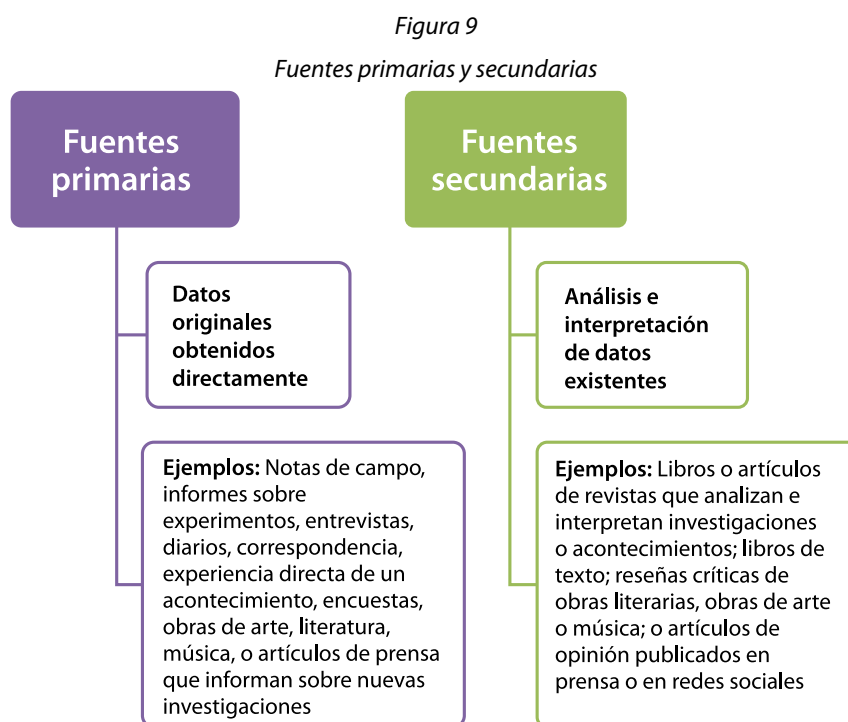 Figura 9
Fuentes primarias y secundarias
Fuentes
primarias
Datos
originales
obtenidos
directamente
Ejemplos: Notas de campo,
informes sobre
experimentos, entrevistas,
diarios, correspondencia,
experiencia directa de un
acontecimiento, encuestas,
obras de arte, literatura,
música, o artículos de prensa
que informan sobre nuevas
investigaciones
Fuentes
secundarias
Análisis e
interpretación
de datos
existentes
Ejemplos: Libros o artículos
de revistas que analizan e
interpretan investigaciones
o acontecimientos; libros de
texto; reseñas críticas de
obras literarias, obras de arte
o música; o artículos de
opinión publicados en
prensa o en redes sociales